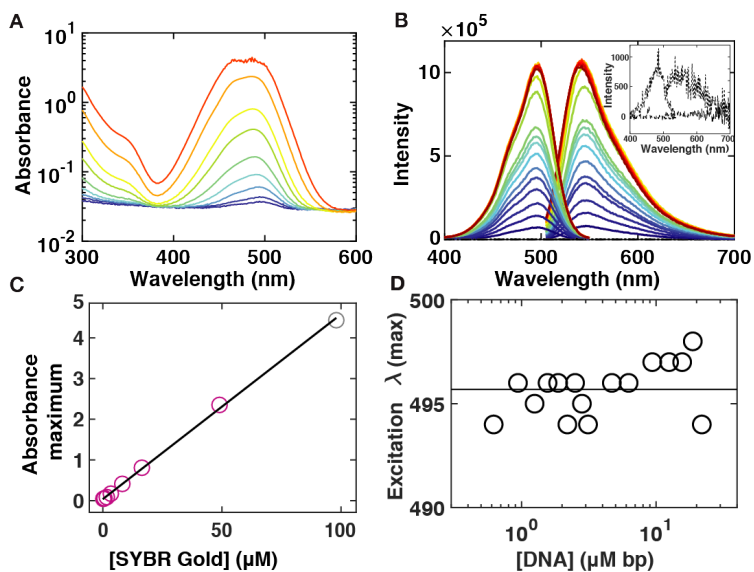 A
Absorbance
10^1
10^0
10^-1
10^-2
300 400 500 600
Wavelength (nm)
B
×10^5
Intensity
10
5
0
400 500 600 700
Wavelength (nm)
Intensity
1000
500
0
400 500 600 700
Wavelength (nm)
C
Absorbance
maximum
5
4
3
2
1
0
0 50 100
[SYBR Gold] (µM)
D
Excitation λ (max)
500
495
490
10^0 10^1
[DNA] (µM bp)